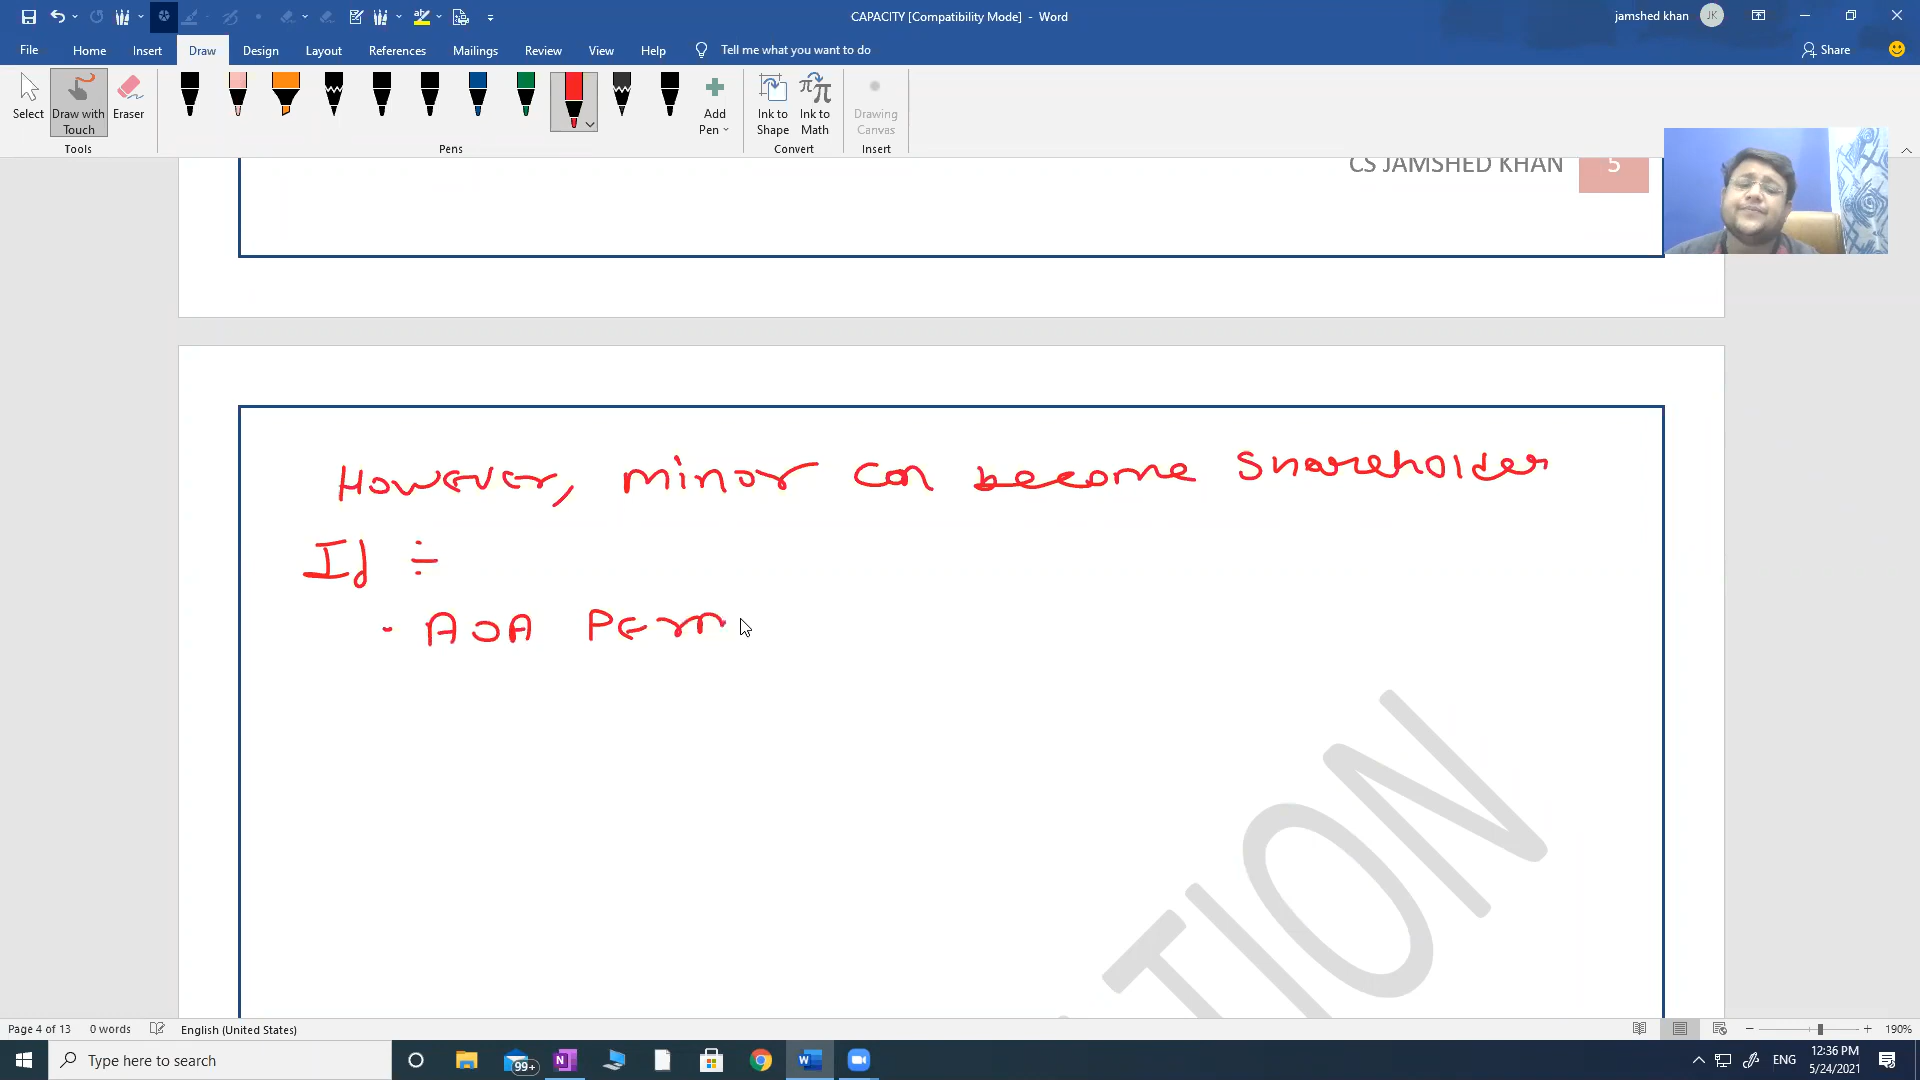 CAPACITY [Compatibility Mode] - Word
jamshed khan JK
File Home Insert Draw Design Layout References Mailings Review View Help Tell me what you want to do Share
Select Draw with Touch Eraser Add Pen Ink to Shape Ink to Math Drawing Canvas
Tools Pens Convert Insert
CS JAMSHED KHAN 5
However, minor can become Shareholder
If ÷
· AOA Perm
TION
Page 4 of 13 0 words English (United States) 190%
Type here to search 99+ ENG 12:36 PM
5/24/2021